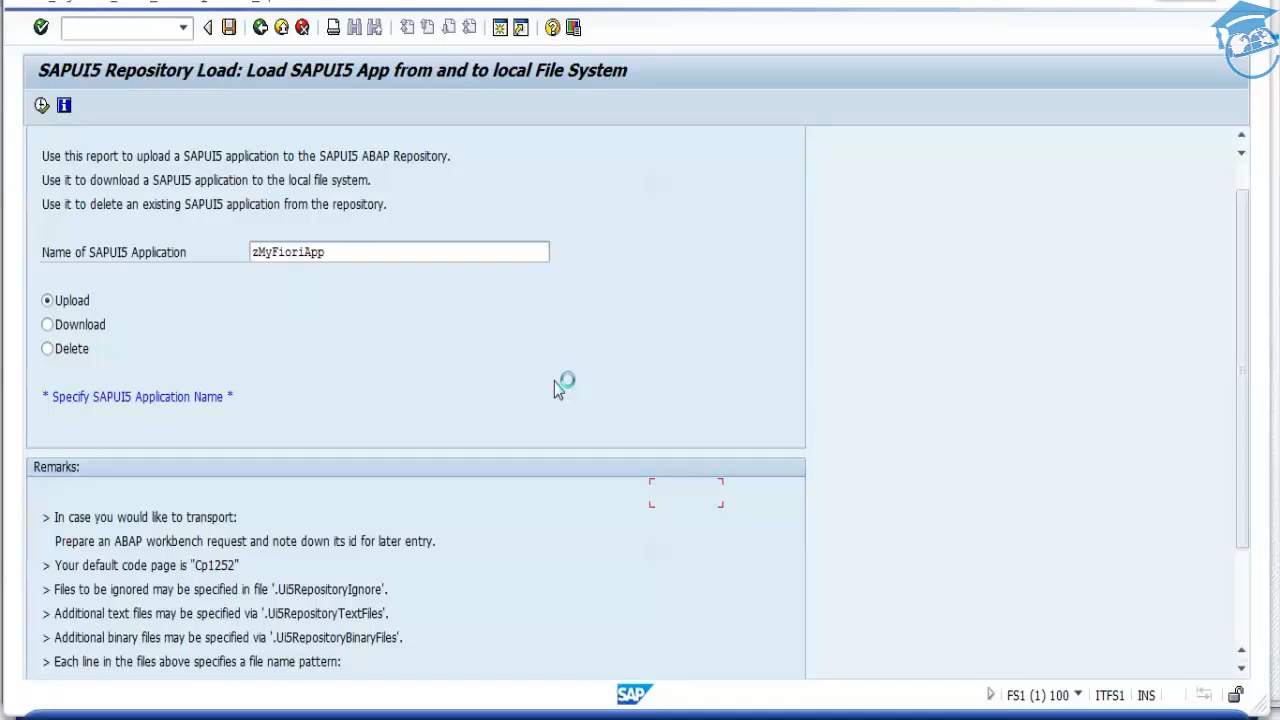 SAPUI5 Repository Load: Load SAPUI5 App from and to local File System
Use this report to upload a SAPUI5 application to the SAPUI5 ABAP Repository.
Use it to download a SAPUI5 application to the local file system.
Use it to delete an existing SAPUI5 application from the repository.
Name of SAPUI5 Application zMyFioriApp
Upload
Download
Delete
* Specify SAPUI5 Application Name *
Remarks:
> In case you would like to transport:
Prepare an ABAP workbench request and note down its id for later entry.
> Your default code page is "Cp1252"
> Files to be ignored may be specified in file '.Ui5RepositoryIgnore'.
> Additional text files may be specified via '.Ui5RepositoryTextFiles'.
> Additional binary files may be specified via '.Ui5RepositoryBinaryFiles'.
> Each line in the files above specifies a file name pattern:
SAP FS1 (1) 100 ITFS1 INS